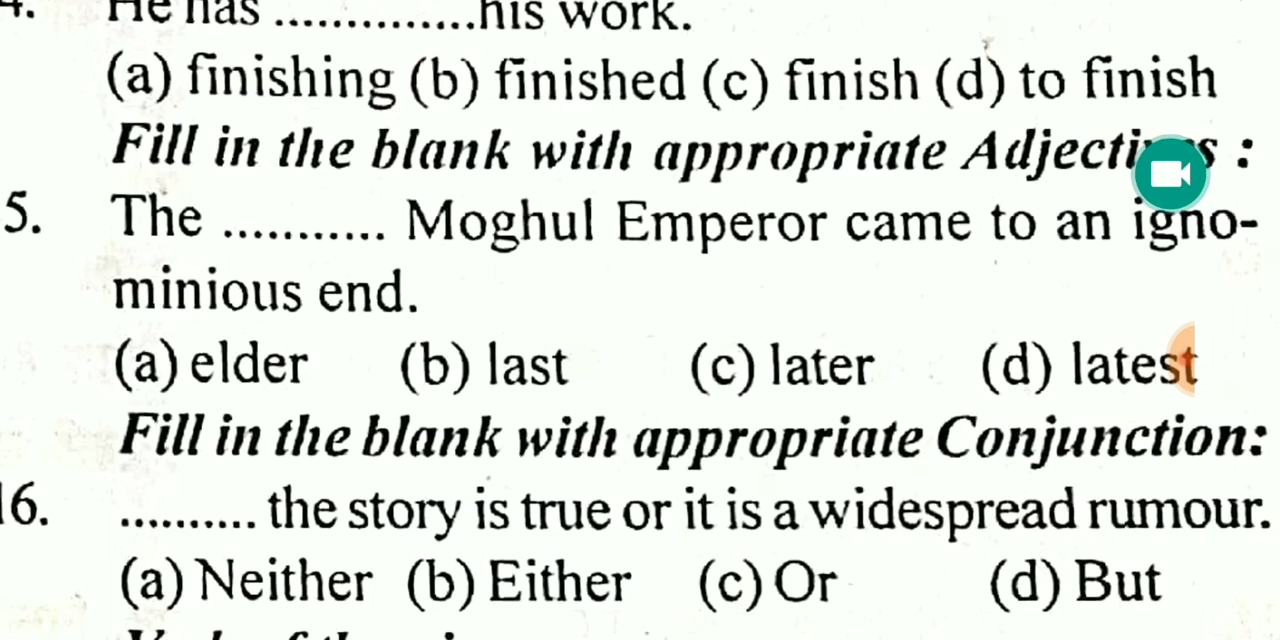 4. He has ..............his work.
(a) finishing (b) finished (c) finish (d) to finish
Fill in the blank with appropriate Adjectives :
5. The ........... Moghul Emperor came to an igno-
minious end.
(a) elder (b) last (c) later (d) latest
Fill in the blank with appropriate Conjunction:
16. .......... the story is true or it is a widespread rumour.
(a) Neither (b) Either (c) Or (d) But